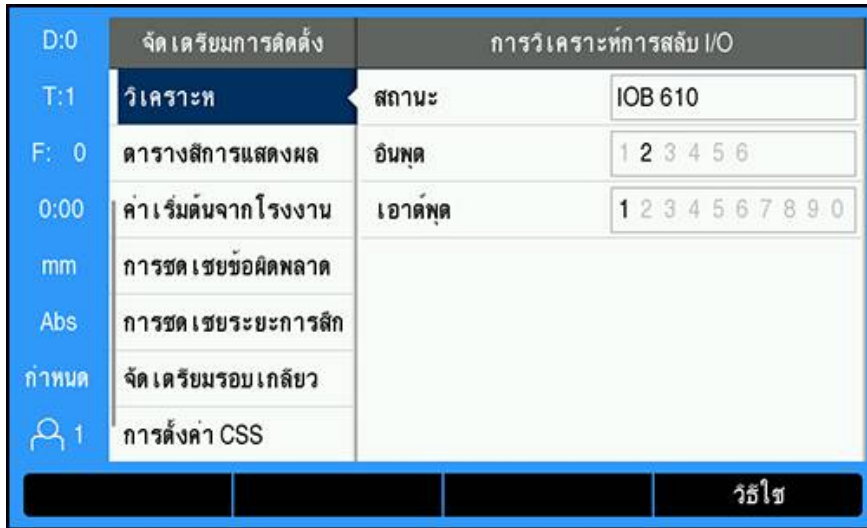 D:0
T:1
F: 0
0:00
mm
Abs
กำหนด
1
จัดเตรียมการติดตั้ง
วิเคราะห
ตารางสีการแสดงผล
ค่าเริ่มต้นจากโรงงาน
การชดเชยข้อผิดพลาด
การชดเชยระยะการสึก
จัดเตรียมรอบเกลียว
การตั้งค่า CSS
การวิเคราะห์การสลับ I/O
สถานะ IOB 610
อินพุต 1 2 3 4 5 6
เอาต์พุต 1 2 3 4 5 6 7 8 9 0
วิธีใช